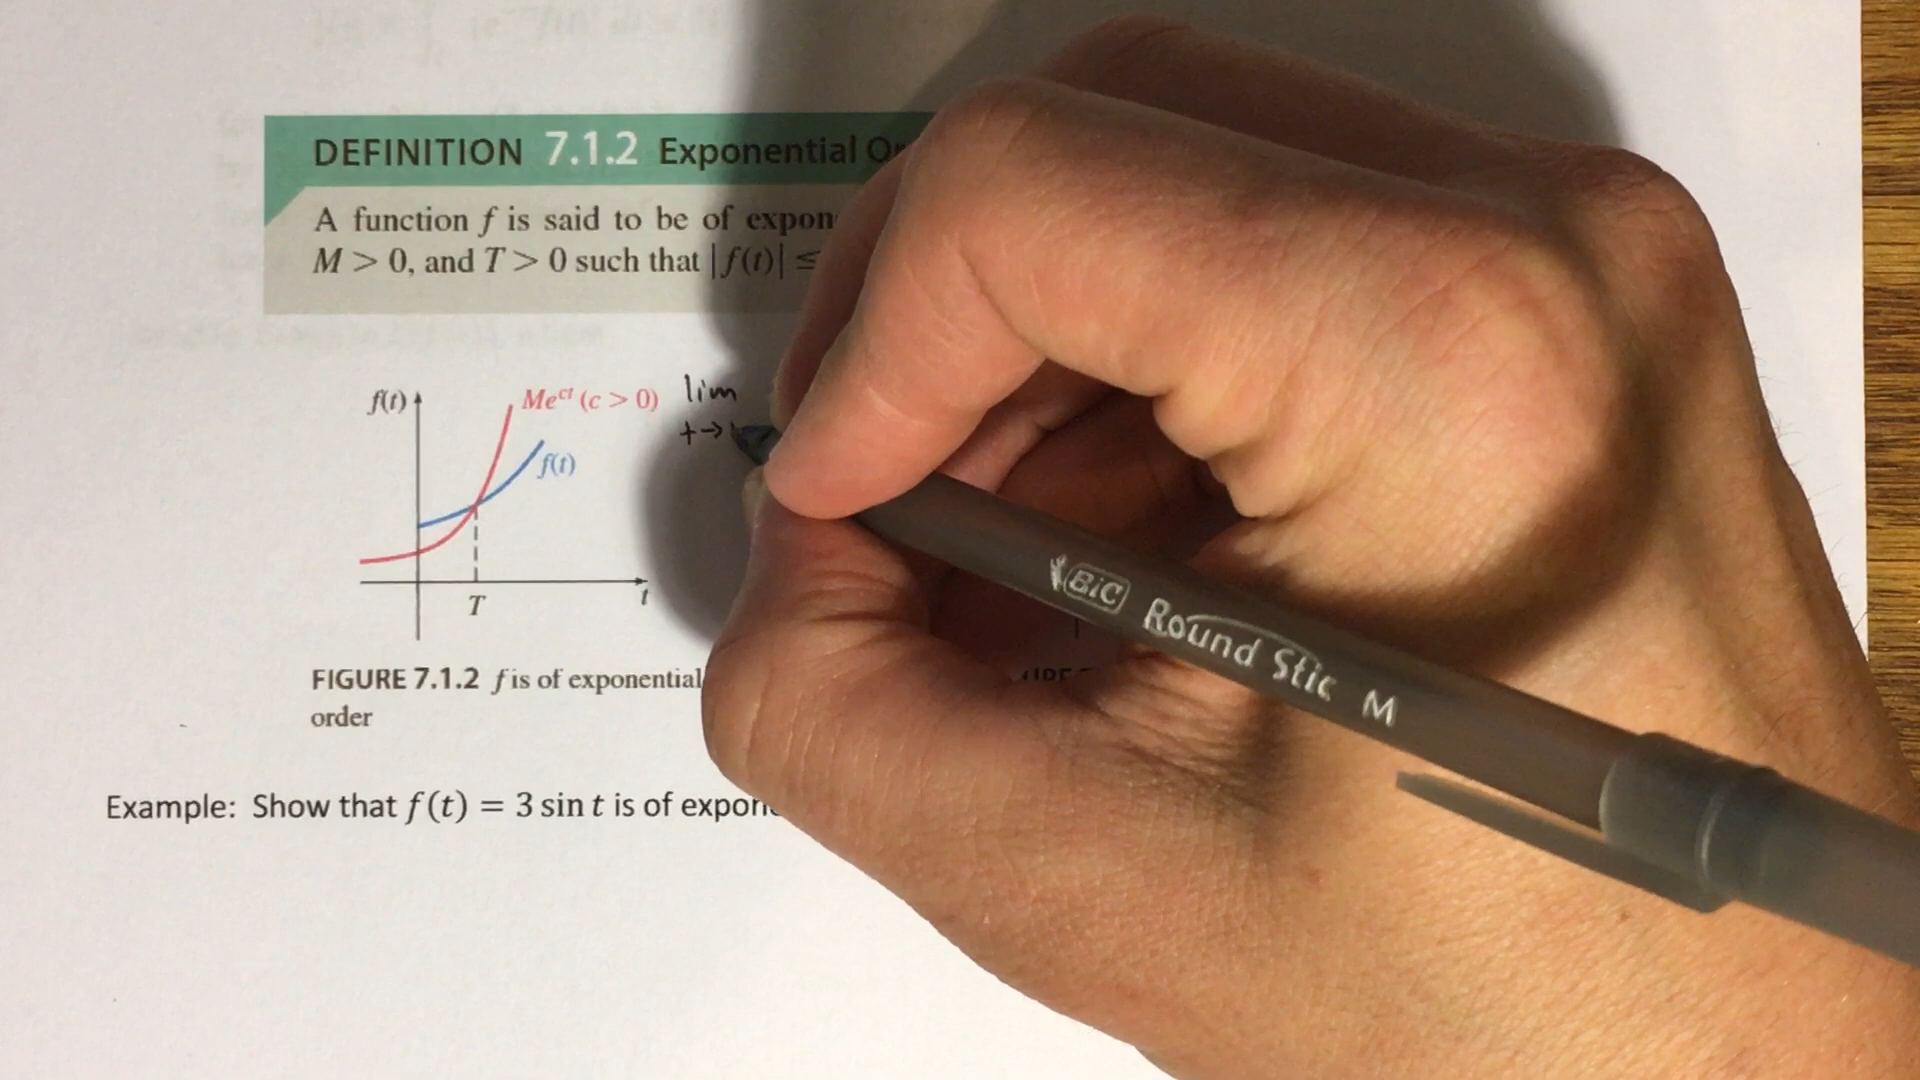 DEFINITION 7.1.2 Exponential
A function f is said to be of
M > 0, and T > 0 such that |f(t)| ≤
f(t)
Me^ct (c > 0)
lim
t→
f(t)
T
t
FIGURE 7.1.2 f is of exponential
order
BiC Round Stic M
Example: Show that f(t) = 3 sin t is of